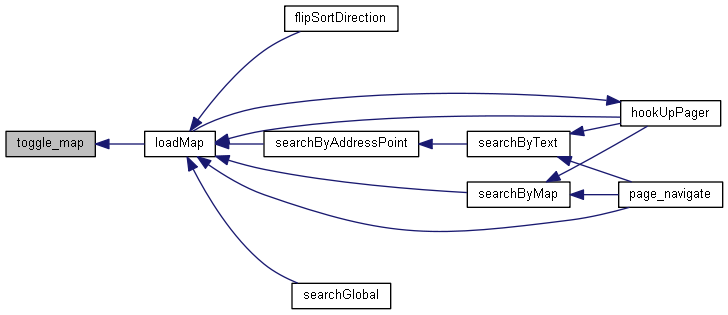 flipSortDirection
hookUpPager
toggle_map
loadMap
searchByAddressPoint
searchByText
searchByMap
page_navigate
searchGlobal